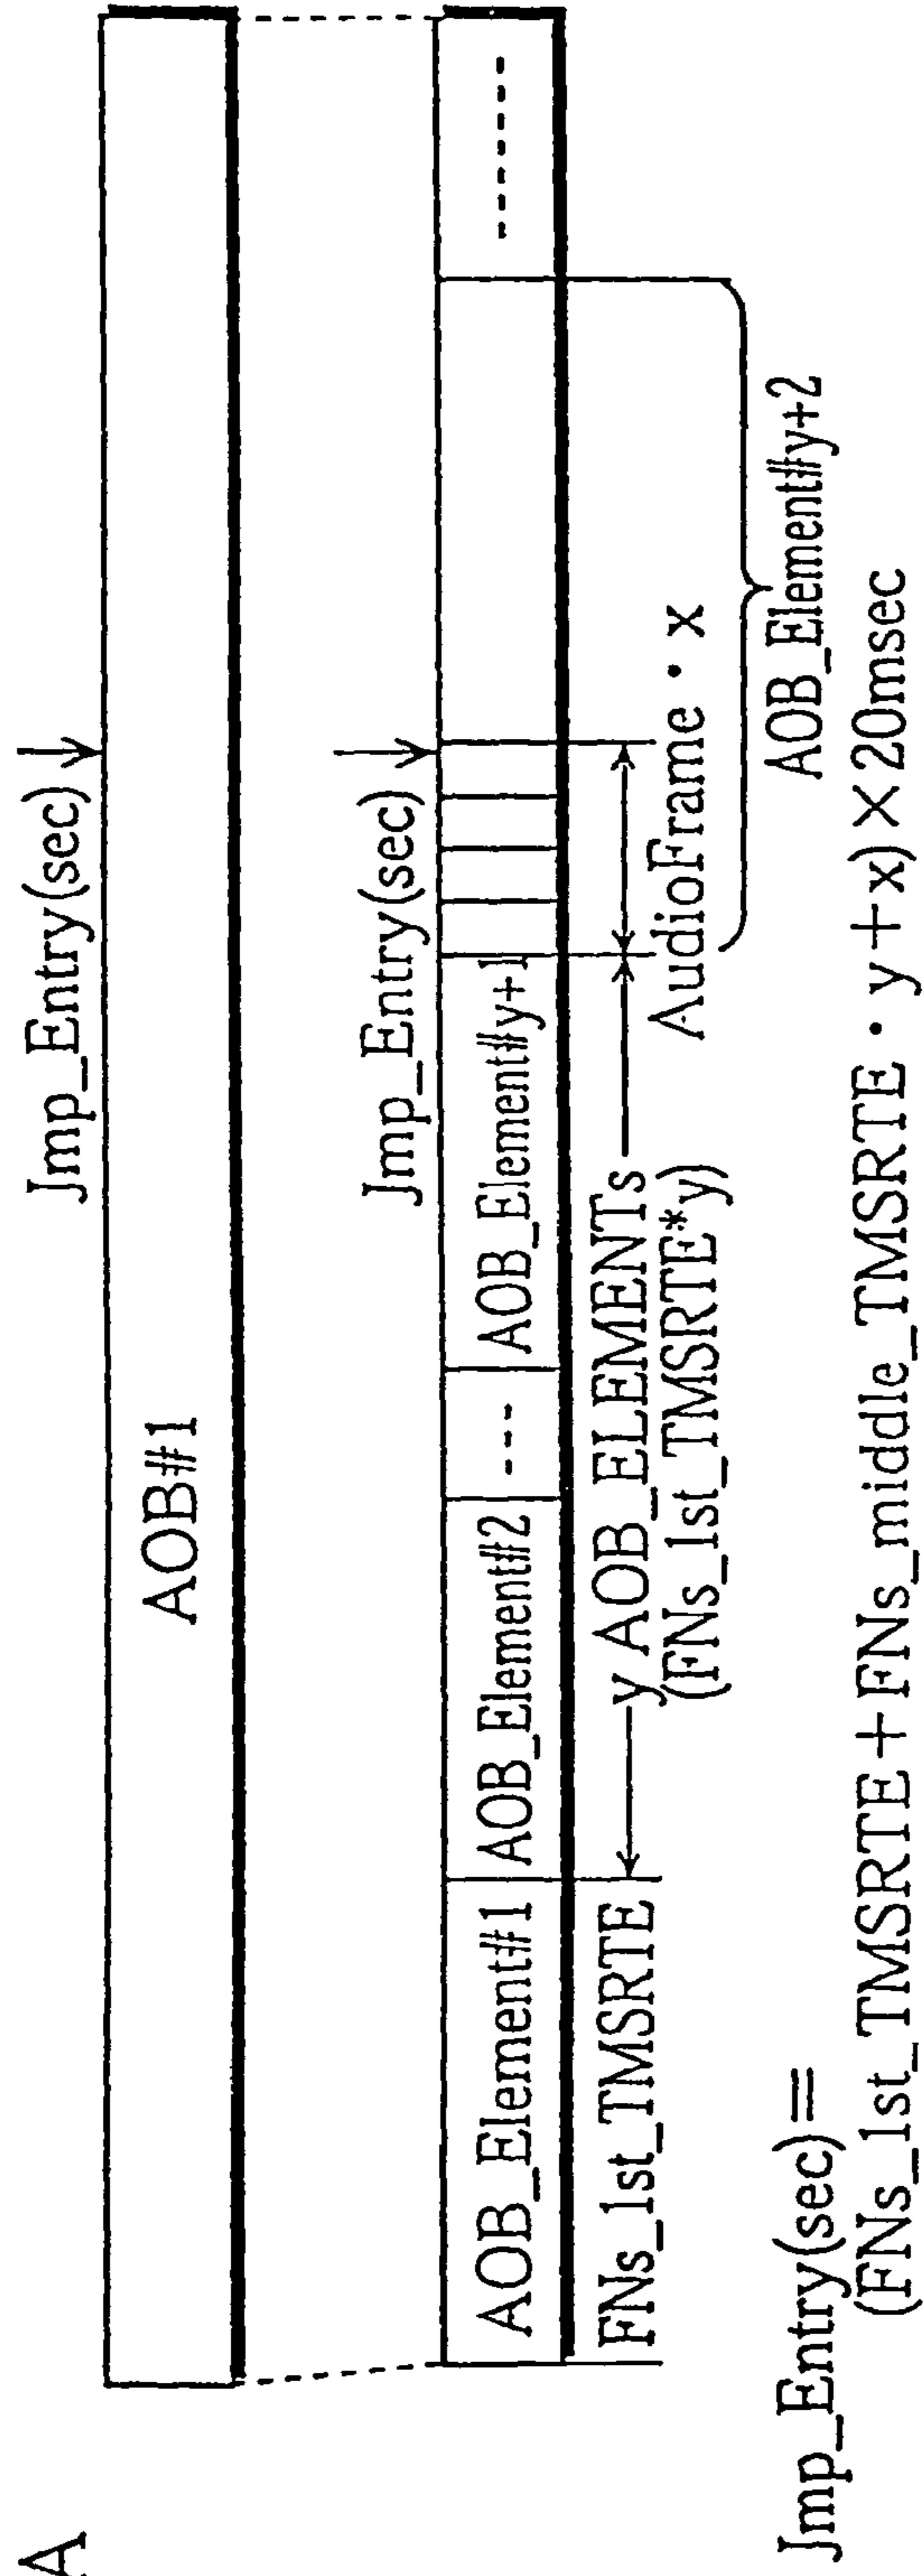 A
Jmp_Entry(sec)
AOB#1
Jmp_Entry(sec)
AOB_Element#1
AOB_Element#2
---
AOB_Element#y+1
-------
FNs_1st_TMSRTE
y AOB_ELEMENTs
(FNs_1st_TMSRTE*y)
AudioFrame・x
AOB_Element#y+2
Jmp_Entry(sec)=
(FNs_1st_TMSRTE+FNs_middle_TMSRTE・y+x)×20msec